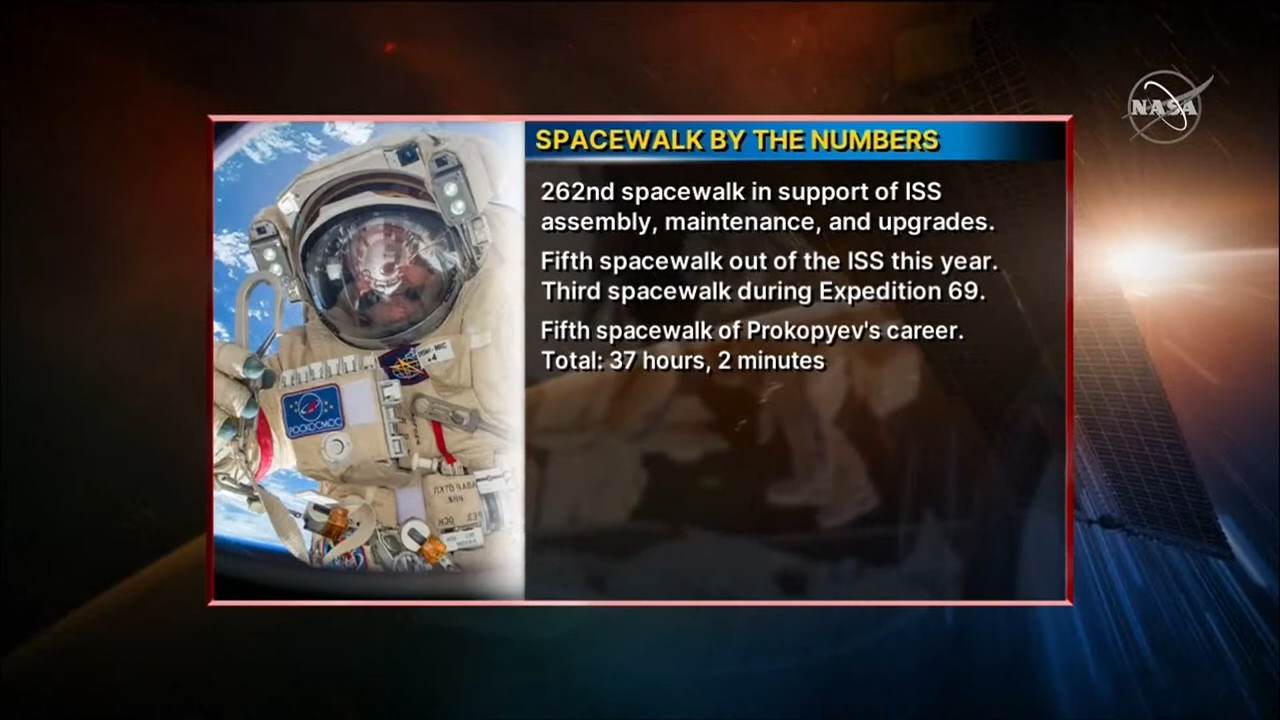 NASA
SPACEWALK BY THE NUMBERS
262nd spacewalk in support of ISS
assembly, maintenance, and upgrades.
Fifth spacewalk out of the ISS this year.
Third spacewalk during Expedition 69.
Fifth spacewalk of Prokopyev's career.
Total: 37 hours, 2 minutes
РОСКОСМОС